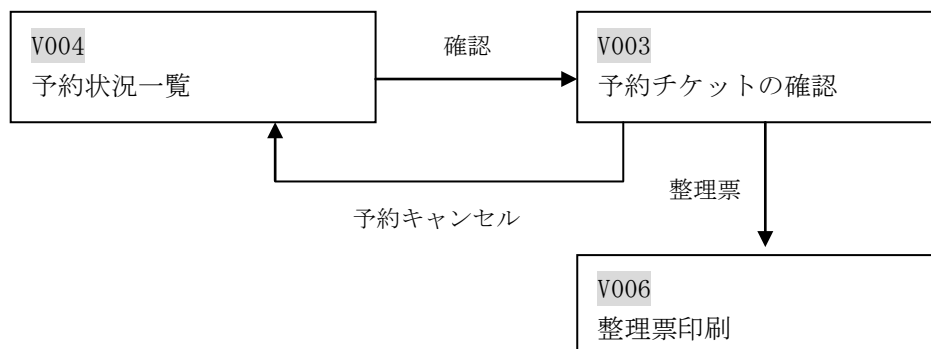 V004
予約状況一覧
確認
V003
予約チケットの確認
予約キャンセル
整理票
V006
整理票印刷